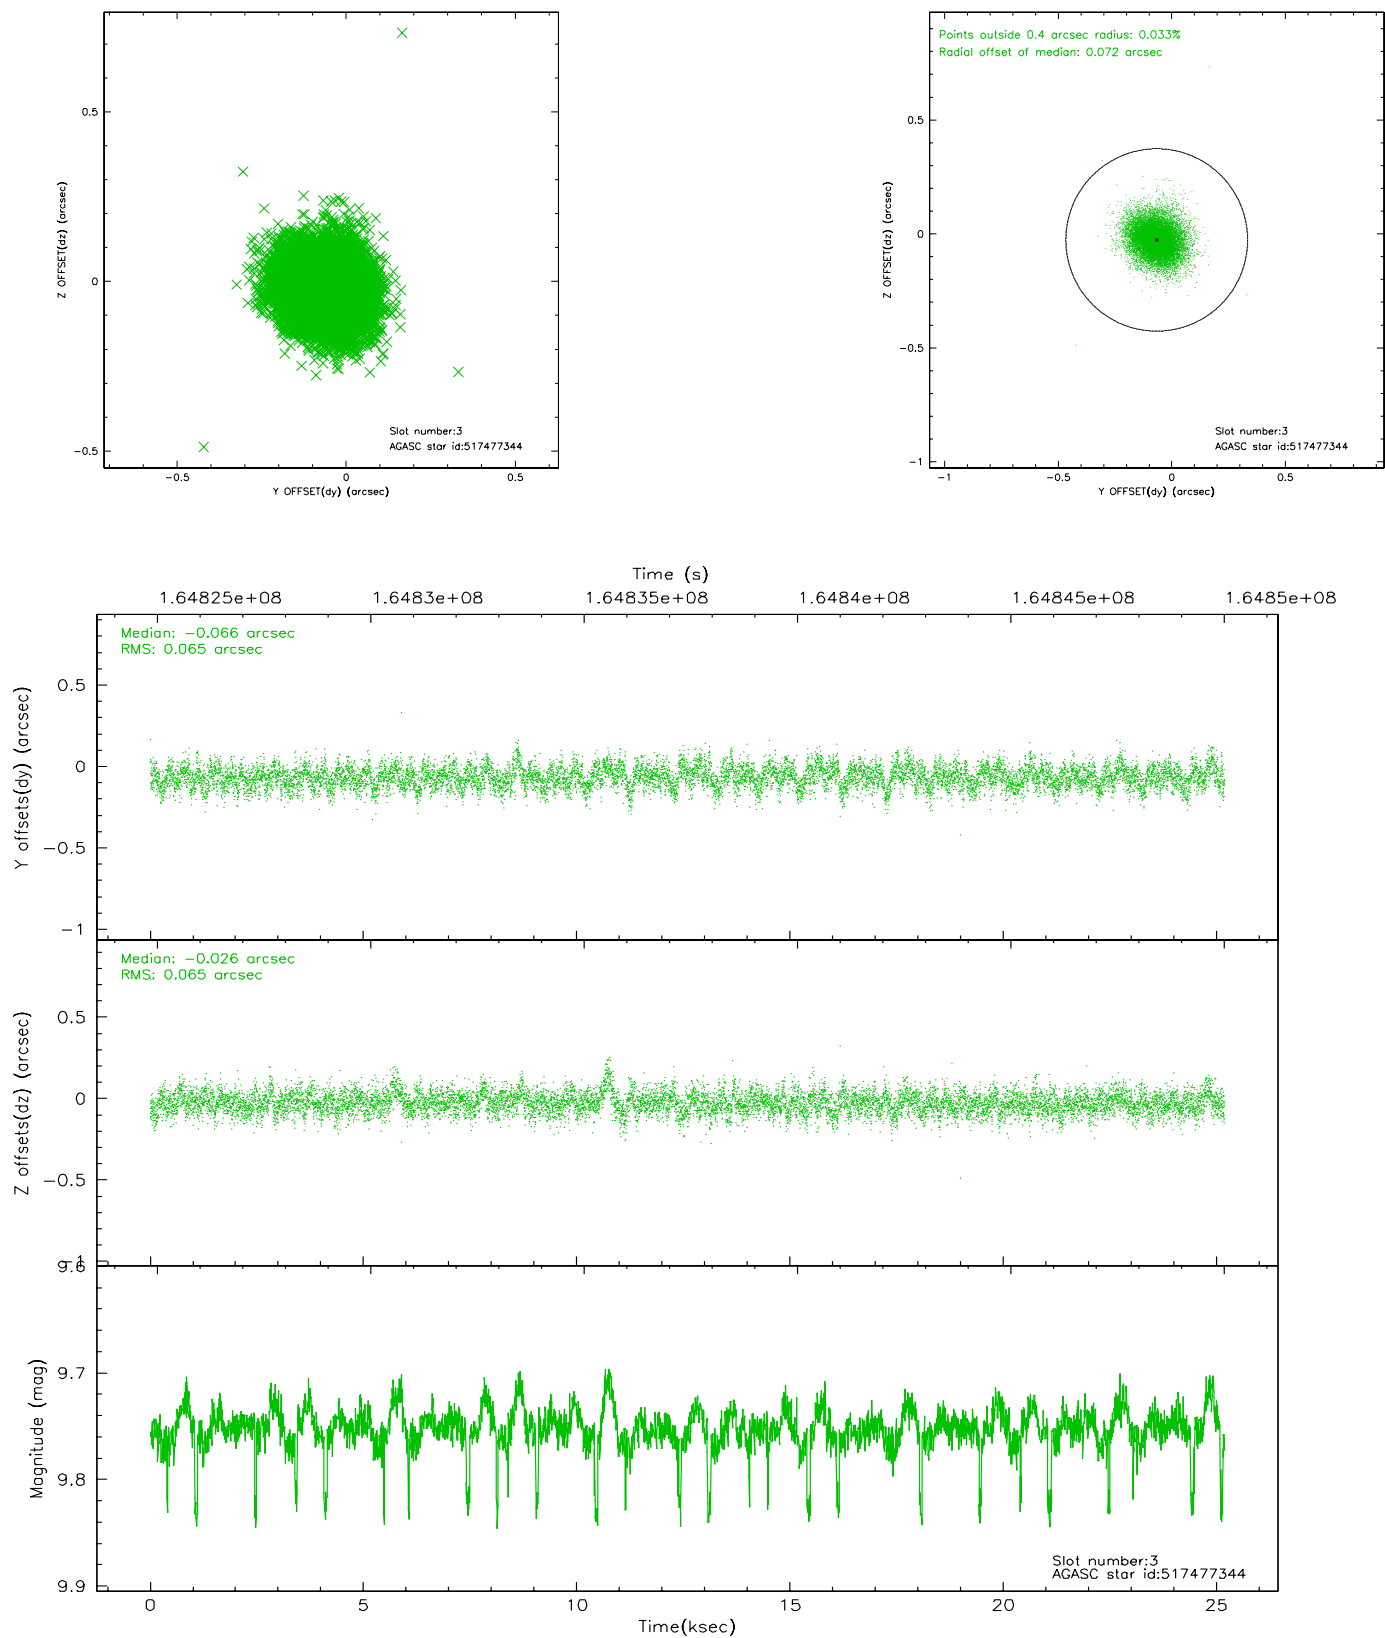 0.5
0
-0.5
Z OFFSET(dz) (arcsec)
Slot number:3
AGASC star id:517477344
-0.5 0 0.5
Y OFFSET(dy) (arcsec)
Points outside 0.4 arcsec radius: 0.033%
Radial offset of median: 0.072 arcsec
0.5
0
-0.5
-1
Z OFFSET(dz) (arcsec)
Slot number:3
AGASC star id:517477344
-1 -0.5 0 0.5
Y OFFSET(dy) (arcsec)
Time (s)
1.64825e+08 1.6483e+08 1.64835e+08 1.6484e+08 1.64845e+08 1.6485e+08
Median: -0.066 arcsec
RMS: 0.065 arcsec
0.5
0
-0.5
-1
Y offsets(dy) (arcsec)
Median: -0.026 arcsec
RMS: 0.065 arcsec
0.5
0
-0.5
-1
Z offsets(dz) (arcsec)
9.6
9.7
9.8
9.9
Magnitude (mag)
Slot number:3
AGASC star id:517477344
0 5 10 15 20 25
Time(ksec)